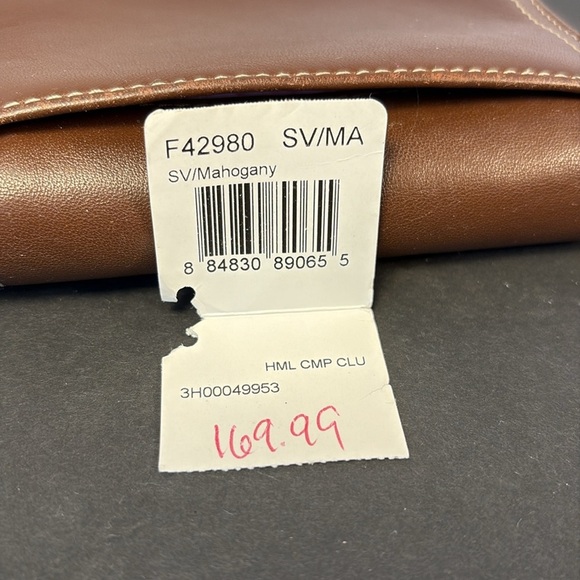 F42980 SV/MA
SV/Mahogany
8 84830 89065 5
HML CMP CLU
3H00049953
169.99